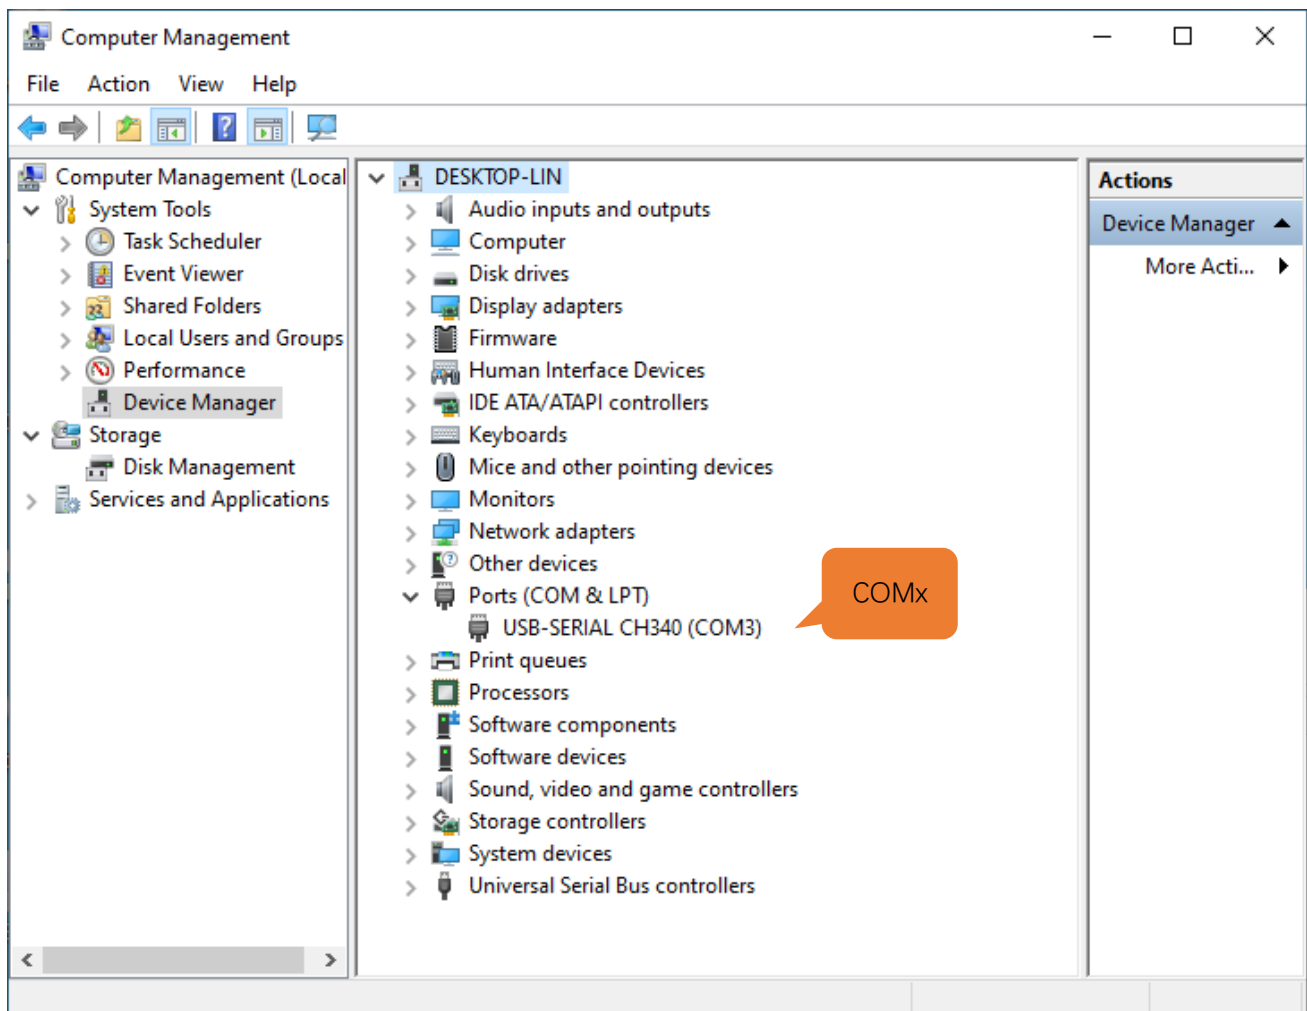 Computer Management
File Action View Help
Computer Management (Local
System Tools
Task Scheduler
Event Viewer
Shared Folders
Local Users and Groups
Performance
Device Manager
Storage
Disk Management
Services and Applications
DESKTOP-LIN
Audio inputs and outputs
Computer
Disk drives
Display adapters
Firmware
Human Interface Devices
IDE ATA/ATAPI controllers
Keyboards
Mice and other pointing devices
Monitors
Network adapters
Other devices
Ports (COM & LPT)
USB-SERIAL CH340 (COM3)
COMx
Print queues
Processors
Software components
Software devices
Sound, video and game controllers
Storage controllers
System devices
Universal Serial Bus controllers
Actions
Device Manager
More Acti...